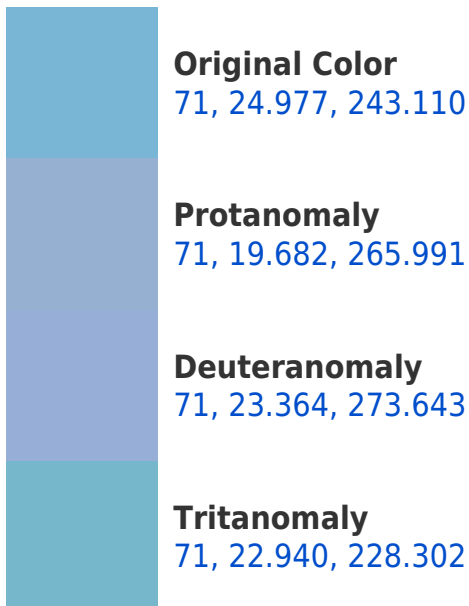 Original Color
71, 24.977, 243.110
Protanomaly
71, 19.682, 265.991
Deuteranomaly
71, 23.364, 273.643
Tritanomaly
71, 22.940, 228.302